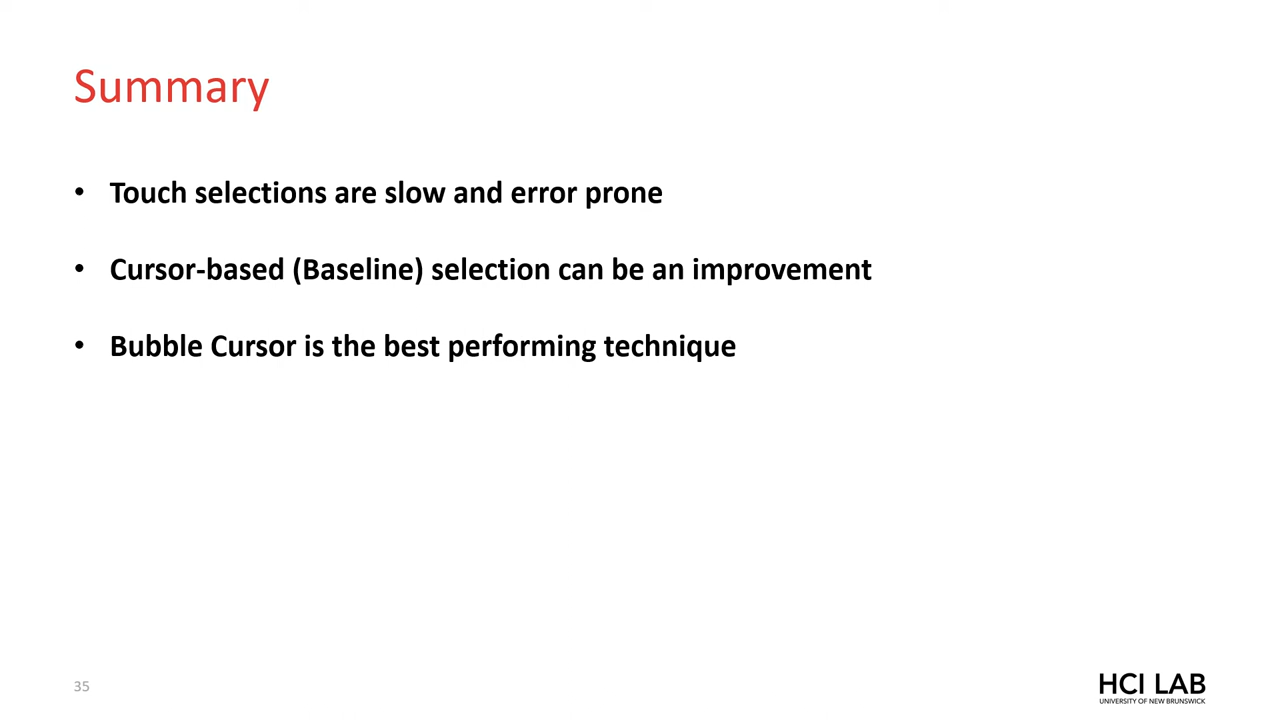 Summary
• Touch selections are slow and error prone
• Cursor-based (Baseline) selection can be an improvement
• Bubble Cursor is the best performing technique
35
HCI LAB
UNIVERSITY OF NEW BRUNSWICK